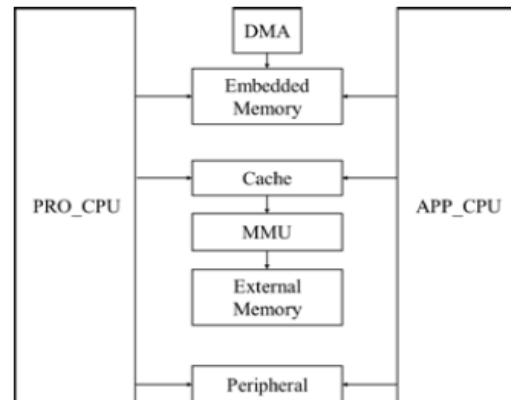 DMA
Embedded
Memory
Cache
PRO_CPU
APP_CPU
MMU
External
Memory
Peripheral